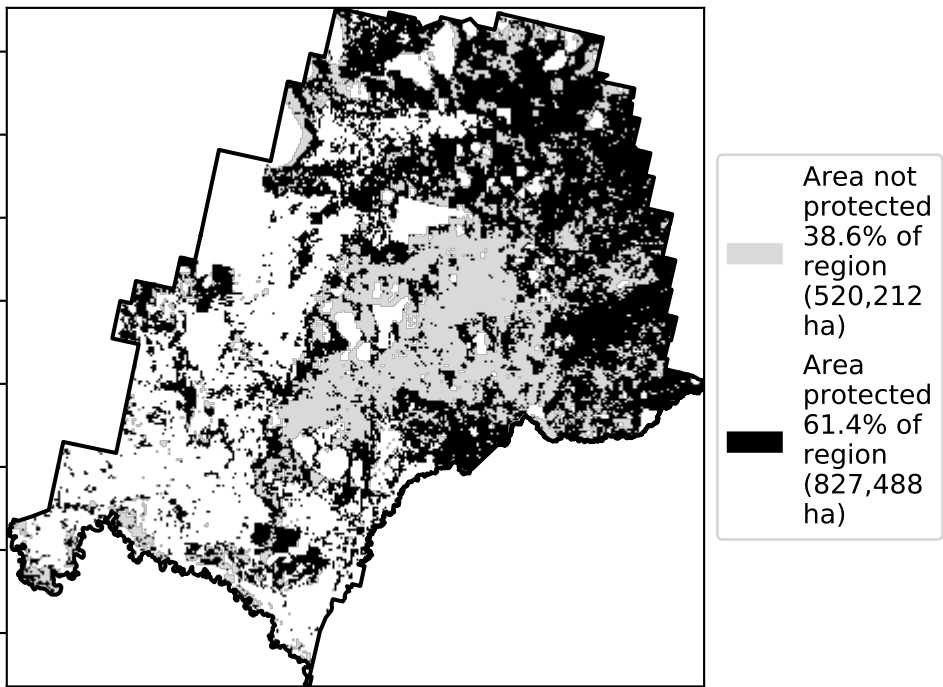 Area not
protected
38.6% of
region
(520,212
ha)
Area
protected
61.4% of
region
(827,488
ha)